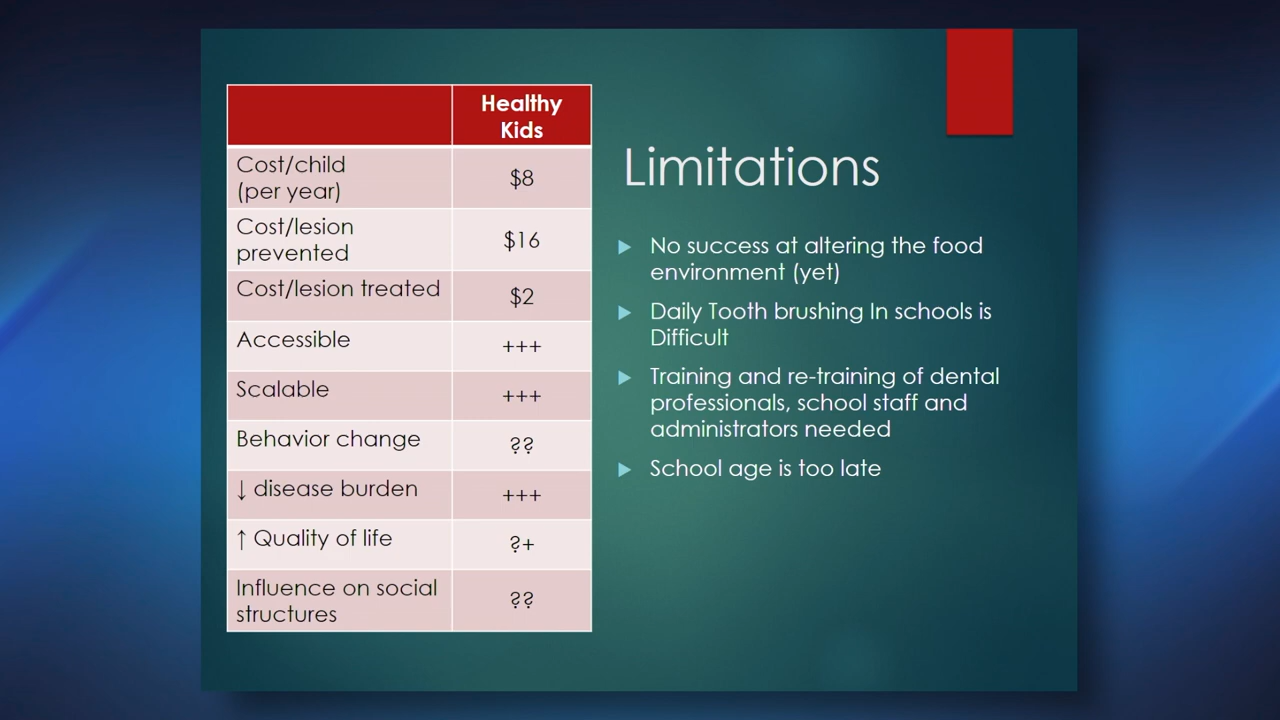 Healthy
Kids
Cost/child
(per year)
$8
Cost/lesion
prevented
$16
Cost/lesion treated
$2
Accessible
+++
Scalable
+++
Behavior change
??
↓ disease burden
+++
↑ Quality of life
?+
Influence on social
structures
??
Limitations
No success at altering the food
environment (yet)
Daily Tooth brushing In schools is
Difficult
Training and re-training of dental
professionals, school staff and
administrators needed
School age is too late